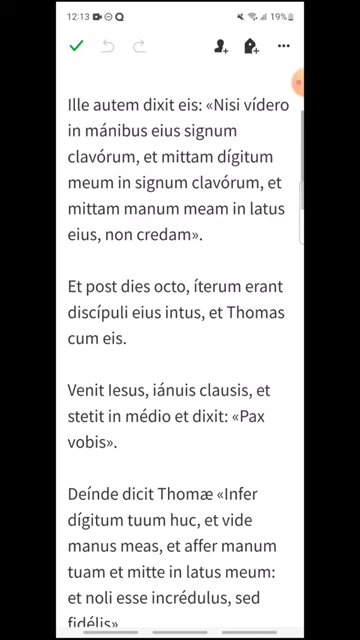 12:13
19%
Ille autem dixit eis: «Nisi vídero
in mánibus eius signum
clavórum, et mittam dígitum
meum in signum clavórum, et
mittam manum meam in latus
eius, non credam».
Et post dies octo, íterum erant
discípuli eius intus, et Thomas
cum eis.
Venit Iesus, iánuis clausis, et
stetit in médio et dixit: «Pax
vobis».
Deínde dicit Thomæ «Infer
dígitum tuum huc, et vide
manus meas, et affer manum
tuam et mitte in latus meum:
et noli esse incrédulus, sed
fidélis»